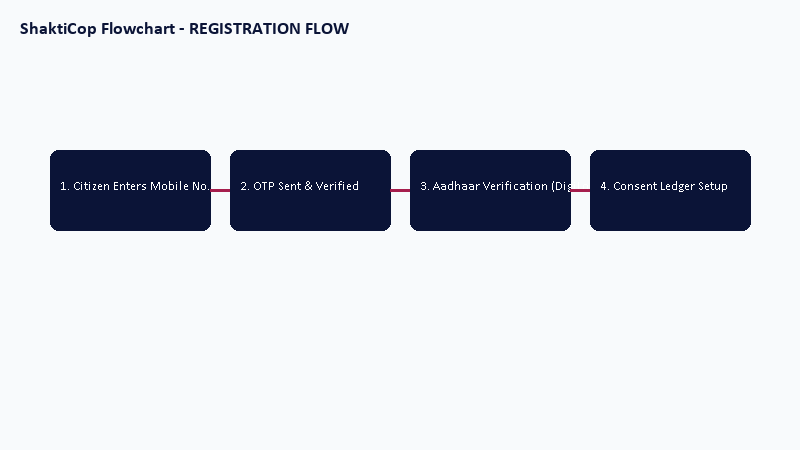 ShaktiCop Flowchart - REGISTRATION FLOW
1. Citizen Enters Mobile No.
2. OTP Sent & Verified
3. Aadhaar Verification (Dig
4. Consent Ledger Setup